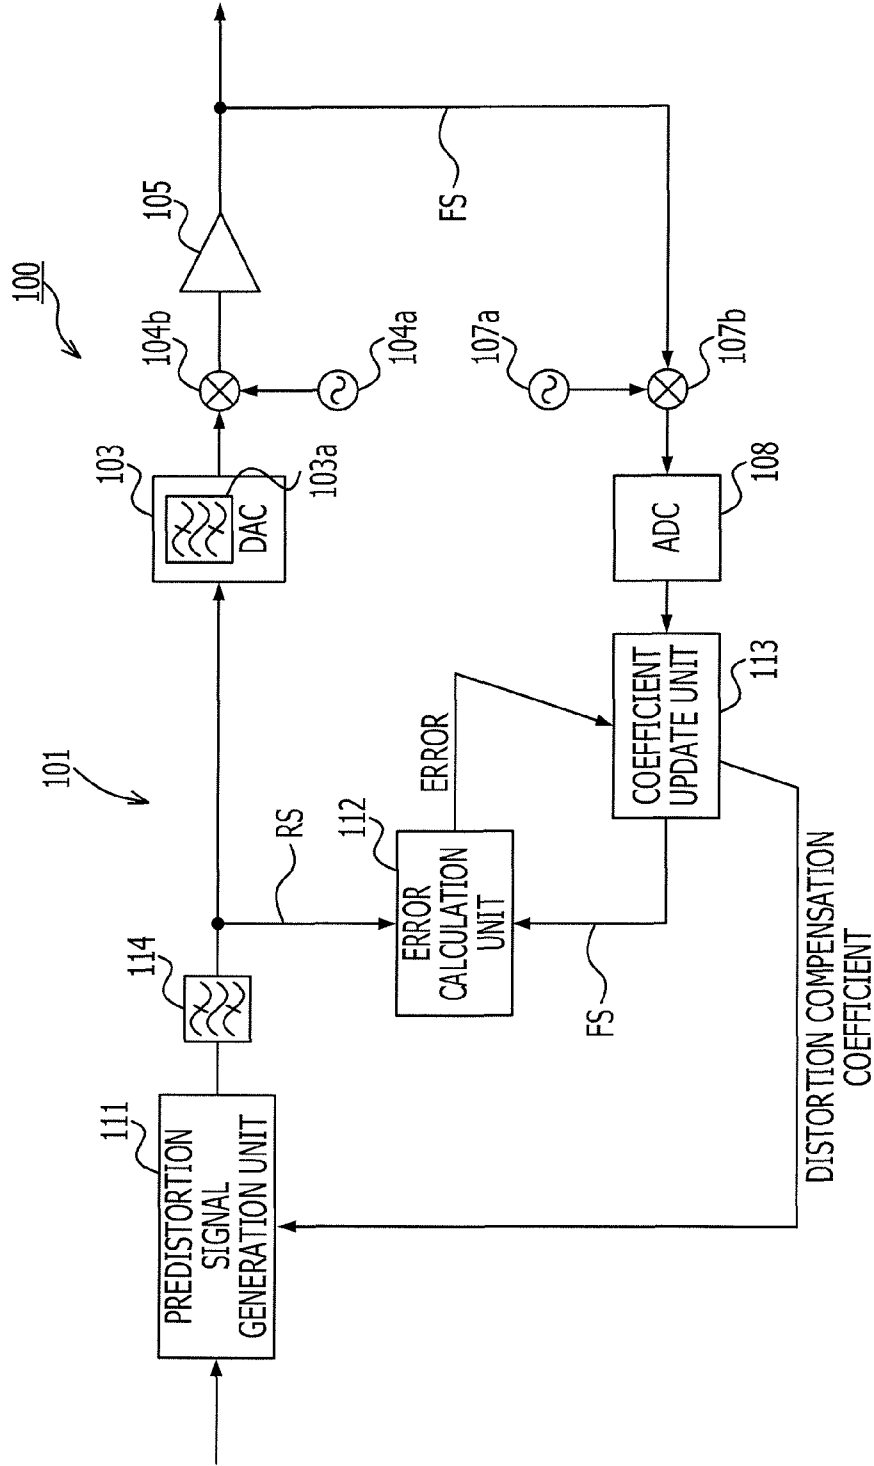 100
101
111
PREDISTORTION
SIGNAL
GENERATION UNIT
114
103
103a
DAC
104b
104a
105
RS
112
ERROR
CALCULATION
UNIT
ERROR
FS
FS
107a
107b
108
ADC
113
COEFFICIENT
UPDATE UNIT
DISTORTION COMPENSATION
COEFFICIENT